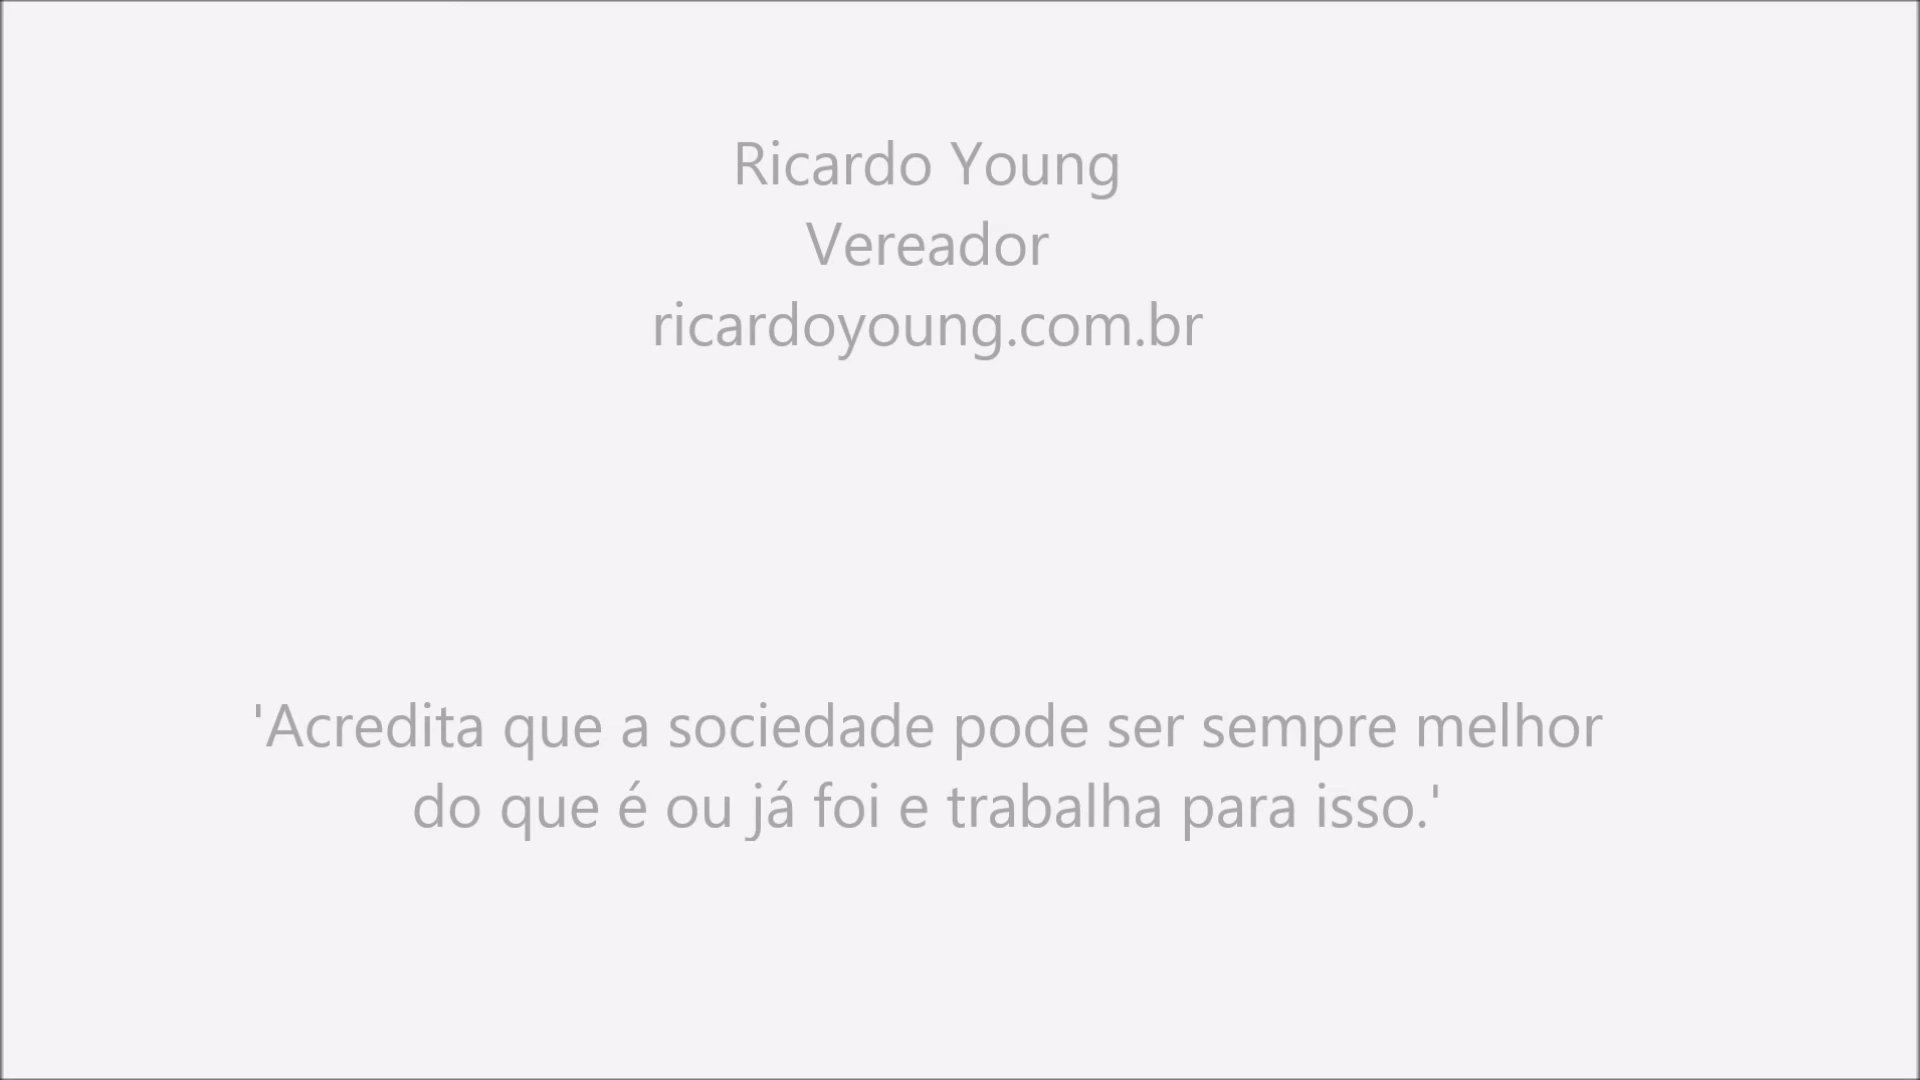 Ricardo Young
Vereador
ricardoyoung.com.br
'Acredita que a sociedade pode ser sempre melhor
do que é ou já foi e trabalha para isso.'